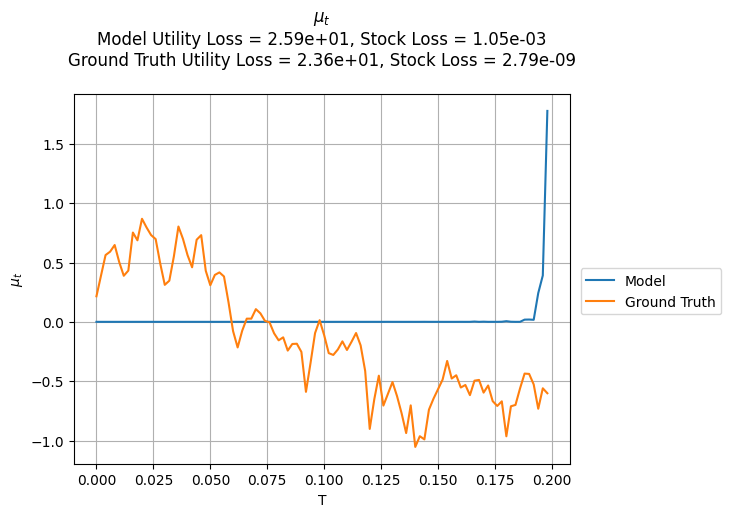 μt
Model Utility Loss = 2.59e+01, Stock Loss = 1.05e-03
Ground Truth Utility Loss = 2.36e+01, Stock Loss = 2.79e-09
1.5
1.0
0.5
0.0
−0.5
−1.0
μt
0.000 0.025 0.050 0.075 0.100 0.125 0.150 0.175 0.200
T
Model
Ground Truth